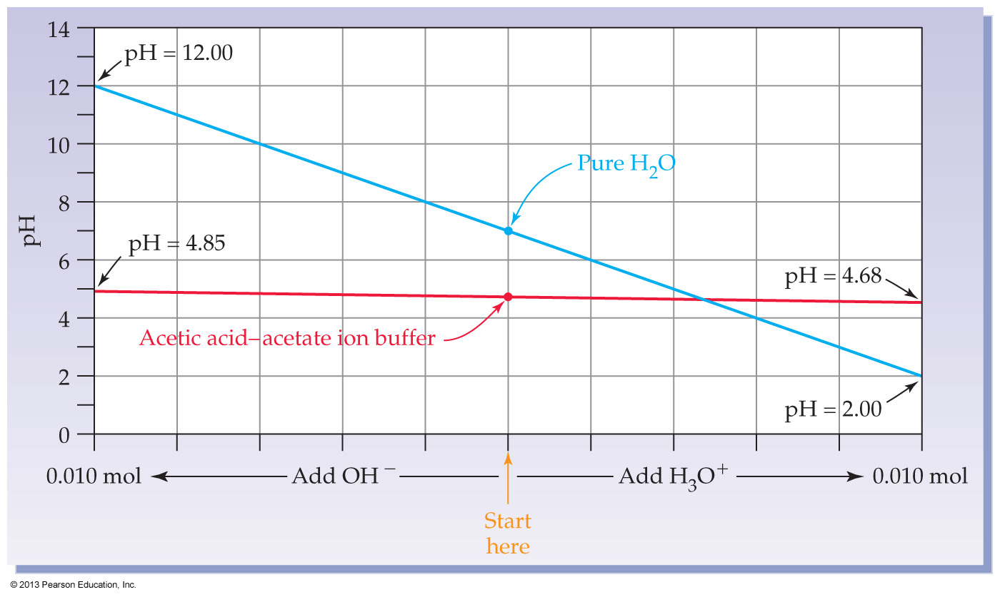 14
pH = 12.00
12
10
Pure H₂O
8
pH
pH = 4.85
6
pH = 4.68
4
Acetic acid–acetate ion buffer
2
pH = 2.00
0
0.010 mol Add OH⁻ Add H₃O⁺ 0.010 mol
Start
here
© 2013 Pearson Education, Inc.